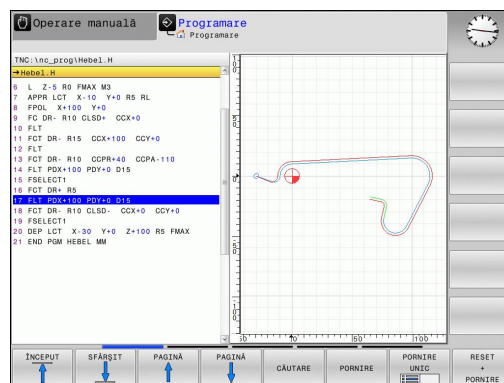 Operare manuală
Programare
Programare
TNC:\nc_prog\Hebel.H
→Hebel.H
6 L Z-5 R0 FMAX M3
7 APPR LCT X-10 Y+0 R5 RL
8 FPOL X+100 Y+0
9 FC DR- R10 CLSD+ CCX+0
10 FLT
11 FCT DR- R15 CCX+100 CCY+0
12 FLT
13 FCT DR- R10 CCPR+40 CCPA-110
14 FLT PDX+100 PDY+0 D15
15 FSELECT1
16 FCT DR+ R5
17 FLT PDX+100 PDY+0 D15
18 FCT DR- R10 CLSD- CCX+0 CCY+0
19 FSELECT1
20 DEP LCT X-30 Y+0 Z+100 R5 FMAX
21 END PGM HEBEL MM
0
50
100
ÎNCEPUT
SFÂRŞIT
PAGINĂ
PAGINĂ
CĂUTARE
PORNIRE
PORNIRE
UNIC
RESET
+
PORNIRE